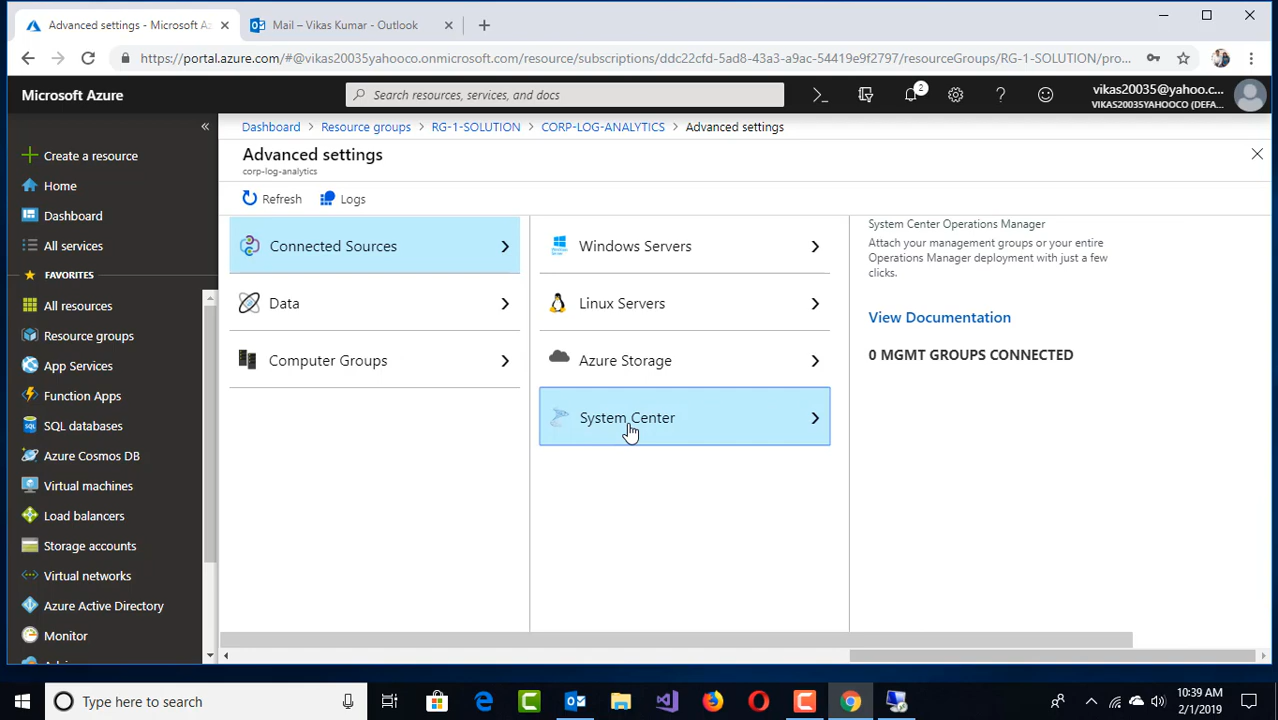 Advanced settings - Microsoft Az
Mail – Vikas Kumar - Outlook
https://portal.azure.com/#@vikas20035yahooco.onmicrosoft.com/resource/subscriptions/ddc22cfd-5ad8-43a3-a9ac-54419e9f2797/resourceGroups/RG-1-SOLUTION/pro...
Microsoft Azure
Search resources, services, and docs
2
vikas20035@yahoo.c...
VIKAS20035YAHOOCO (DEFA...
Dashboard > Resource groups > RG-1-SOLUTION > CORP-LOG-ANALYTICS > Advanced settings
Advanced settings
corp-log-analytics
Refresh
Logs
Create a resource
Home
Dashboard
All services
FAVORITES
All resources
Resource groups
App Services
Function Apps
SQL databases
Azure Cosmos DB
Virtual machines
Load balancers
Storage accounts
Virtual networks
Azure Active Directory
Monitor
Connected Sources
Data
Computer Groups
Windows Servers
Linux Servers
Azure Storage
System Center
System Center Operations Manager
Attach your management groups or your entire
Operations Manager deployment with just a few
clicks.
View Documentation
0 MGMT GROUPS CONNECTED
Type here to search
10:39 AM
2/1/2019